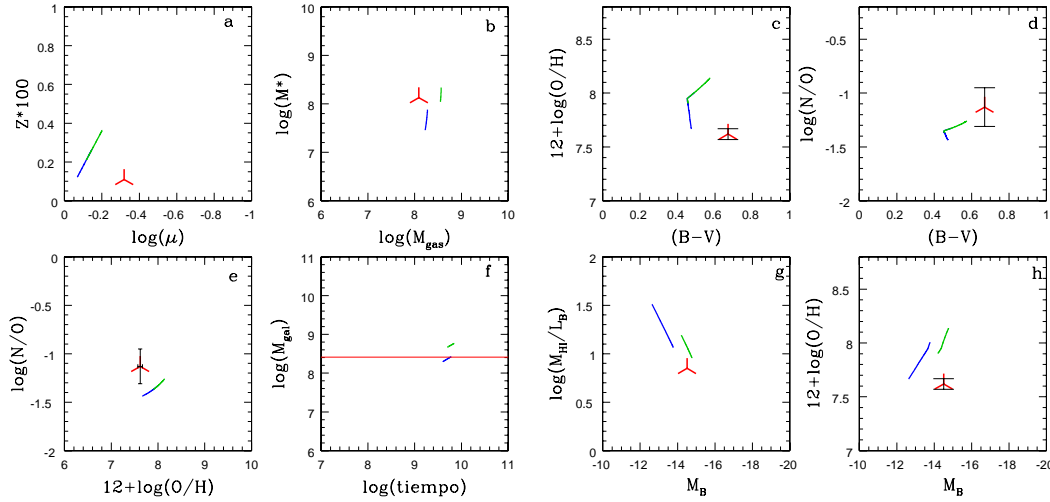 a
1
0.8
0.6
0.4
0.2
0
Z*100
0 -0.2 -0.4 -0.6 -0.8 -1
log(μ)
b
10
9
8
7
6
log(M*)
6 7 8 9 10
log(M_gas)
c
8.5
8
7.5
7
12+log(O/H)
0 0.2 0.4 0.6 0.8 1
(B-V)
d
-0.5
-1
-1.5
-2
log(N/O)
0 0.2 0.4 0.6 0.8 1
(B-V)
e
0
-0.5
-1
-1.5
-2
log(N/O)
6 7 8 9 10
12+log(O/H)
f
11
10
9
8
7
6
log(M_gal)
7 8 9 10 11
log(tiempo)
g
2
1.5
1
0.5
0
log(M_HI/L_B)
-10 -12 -14 -16 -18 -20
M_B
h
8.5
8
7.5
7
12+log(O/H)
-10 -12 -14 -16 -18 -20
M_B